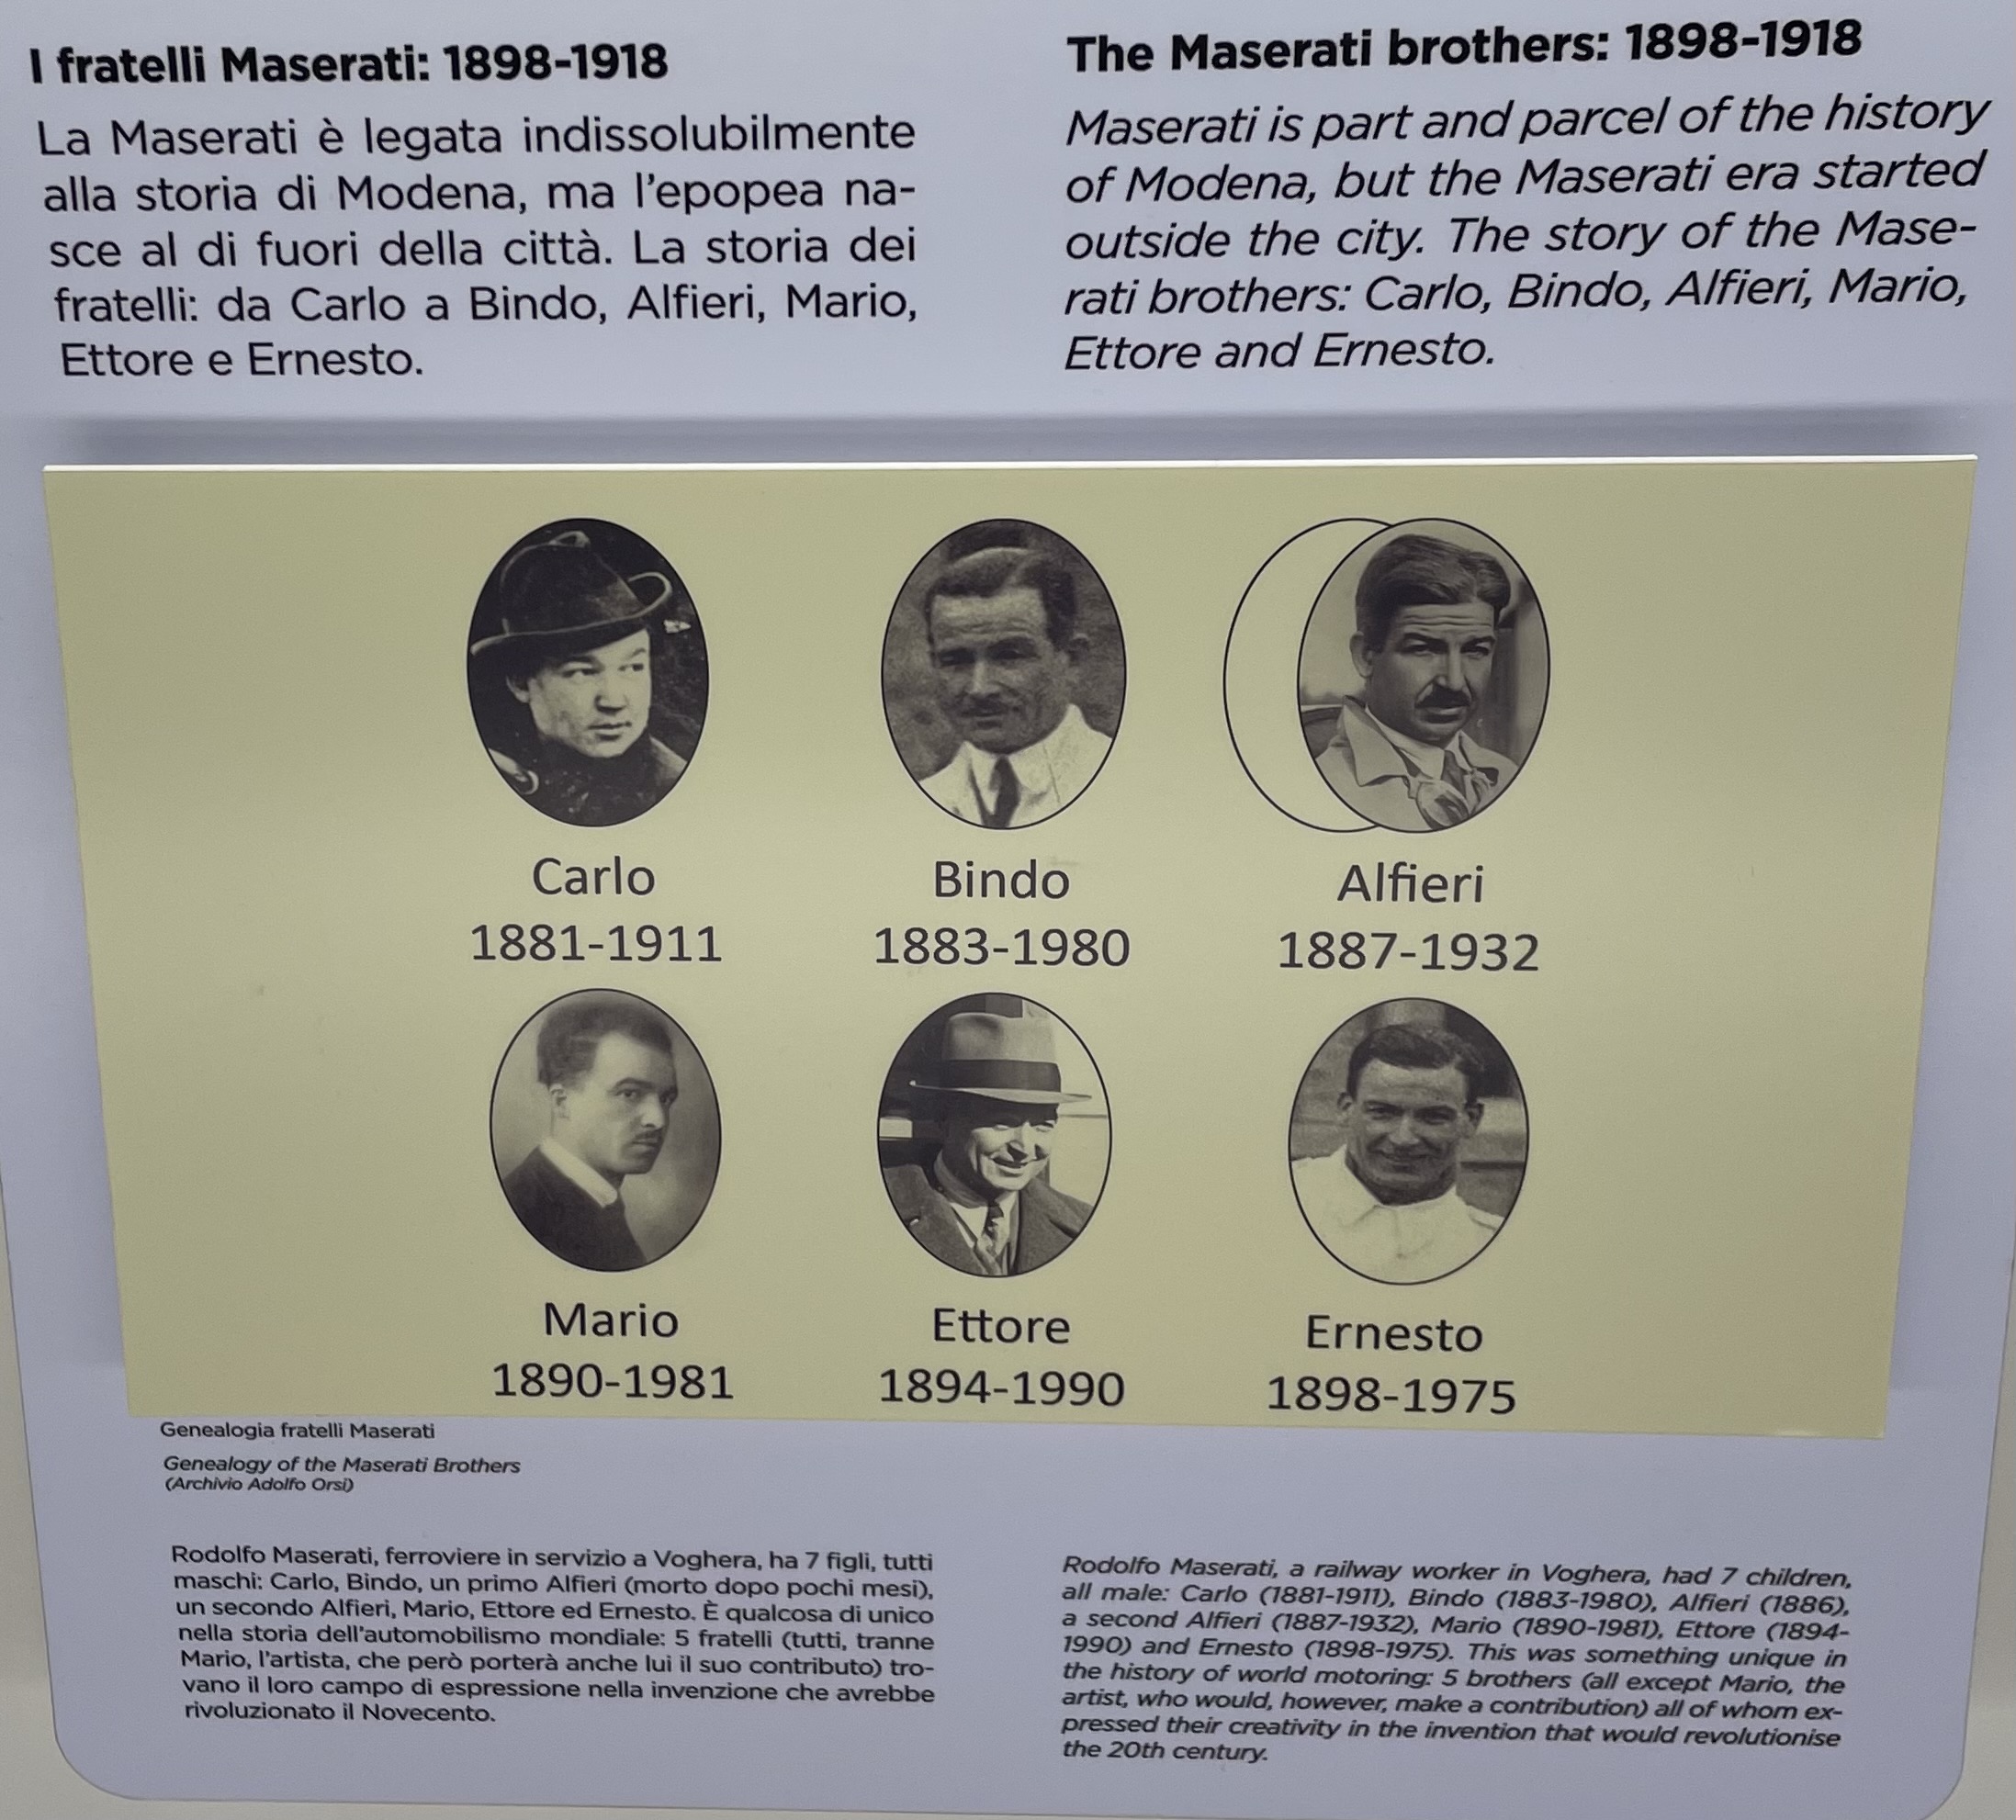 I fratelli Maserati: 1898-1918
La Maserati è legata indissolubilmente
alla storia di Modena, ma l'epopea na-
sce al di fuori della città. La storia dei
fratelli: da Carlo a Bindo, Alfieri, Mario,
Ettore e Ernesto.
The Maserati brothers: 1898-1918
Maserati is part and parcel of the history
of Modena, but the Maserati era started
outside the city. The story of the Mase-
rati brothers: Carlo, Bindo, Alfieri, Mario,
Ettore and Ernesto.
Carlo
1881-1911
Bindo
1883-1980
Alfieri
1887-1932
Mario
1890-1981
Ettore
1894-1990
Ernesto
1898-1975
Genealogia fratelli Maserati
Genealogy of the Maserati Brothers
(Archivio Adolfo Orsi)
Rodolfo Maserati, ferroviere in servizio a Voghera, ha 7 figli, tutti
maschi: Carlo, Bindo, un primo Alfieri (morto dopo pochi mesi),
un secondo Alfieri, Mario, Ettore ed Ernesto. È qualcosa di unico
nella storia dell'automobilismo mondiale: 5 fratelli (tutti, tranne
Mario, l'artista, che però porterà anche lui il suo contributo) tro-
vano il loro campo di espressione nella invenzione che avrebbe
rivoluzionato il Novecento.
Rodolfo Maserati, a railway worker in Voghera, had 7 children,
all male: Carlo (1881-1911), Bindo (1883-1980), Alfieri (1886),
a second Alfieri (1887-1932), Mario (1890-1981), Ettore (1894-
1990) and Ernesto (1898-1975). This was something unique in
the history of world motoring: 5 brothers (all except Mario, the
artist, who would, however, make a contribution) all of whom ex-
pressed their creativity in the invention that would revolutionise
the 20th century.